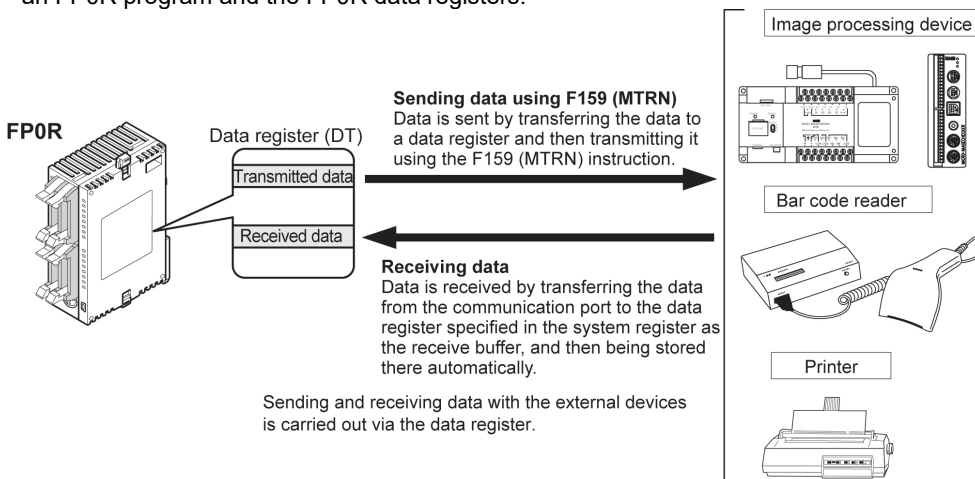 an FP0R program and the FP0R data registers.
Image processing device
Sending data using F159 (MTRN)
Data is sent by transferring the data to
a data register and then transmitting it
using the F159 (MTRN) instruction.
FP0R
Data register (DT)
Transmitted data
Received data
Bar code reader
Receiving data
Data is received by transferring the data
from the communication port to the data
register specified in the system register as
the receive buffer, and then being stored
there automatically.
Printer
Sending and receiving data with the external devices
is carried out via the data register.